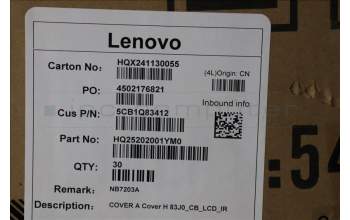 Lenovo
Carton No: HQX241130055
(4L)Origin: CN
PO: 4502176821
Inbound info
Cus P/N: 5CB1Q83412
Part No HQ25202001YM0
QTY: 30
Remark: NB7203A
Description: COVER A Cover H 83J0_CB_LCD_IR
:54